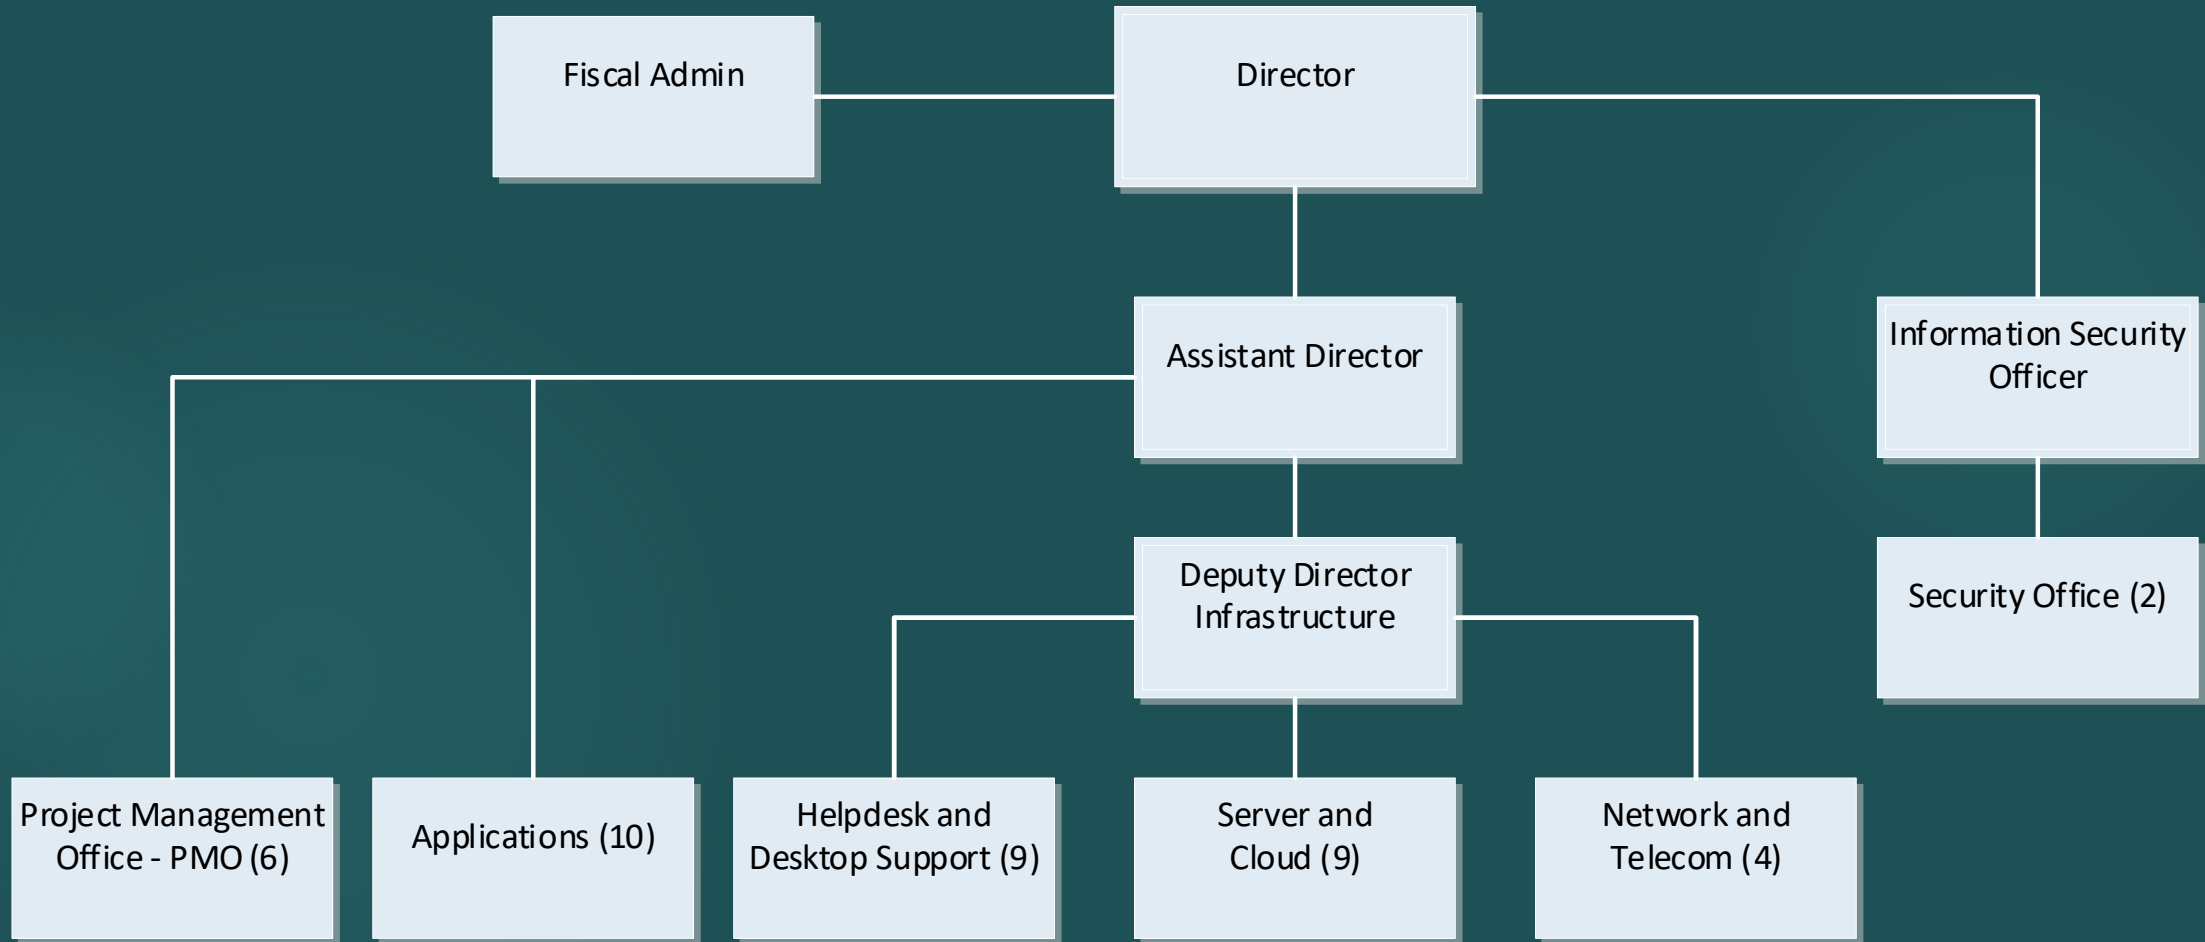 Fiscal Admin
Director
Assistant Director
Information Security
Officer
Deputy Director
Infrastructure
Security Office (2)
Project Management
Office - PMO (6)
Applications (10)
Helpdesk and
Desktop Support (9)
Server and
Cloud (9)
Network and
Telecom (4)